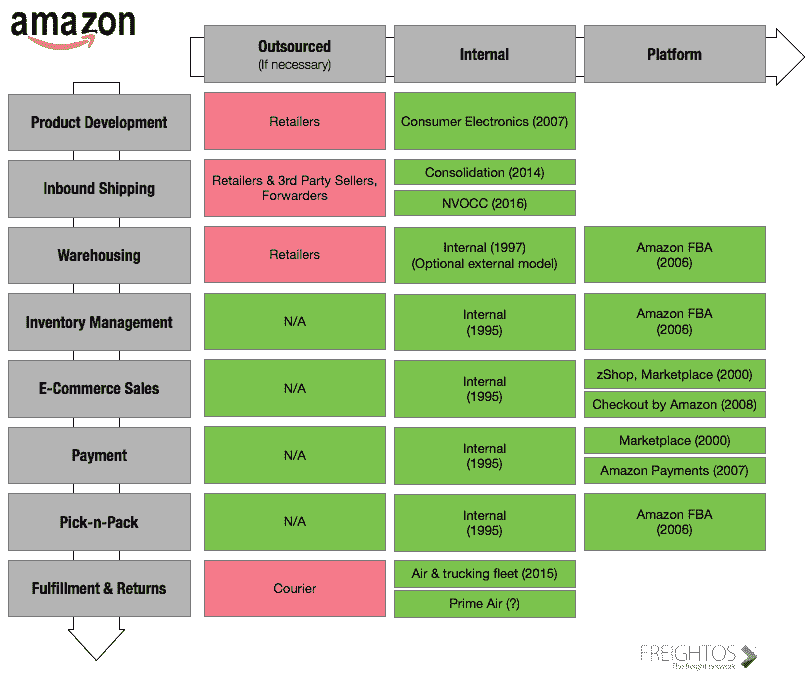 amazon
Outsourced
(If necessary)
Internal
Platform
Product Development
Retailers
Consumer Electronics (2007)
Inbound Shipping
Retailers & 3rd Party Sellers,
Forwarders
Consolidation (2014)
NVOCC (2016)
Warehousing
Retailers
Internal (1997)
(Optional external model)
Amazon FBA
(2006)
Inventory Management
N/A
Internal
(1995)
Amazon FBA
(2006)
E-Commerce Sales
N/A
Internal
(1995)
zShop, Marketplace (2000)
Checkout by Amazon (2008)
Payment
N/A
Internal
(1995)
Marketplace (2000)
Amazon Payments (2007)
Pick-n-Pack
N/A
Internal
(1995)
Amazon FBA
(2006)
Fulfillment & Returns
Courier
Air & trucking fleet (2015)
Prime Air (?)
FREIGHTOS
The freight network